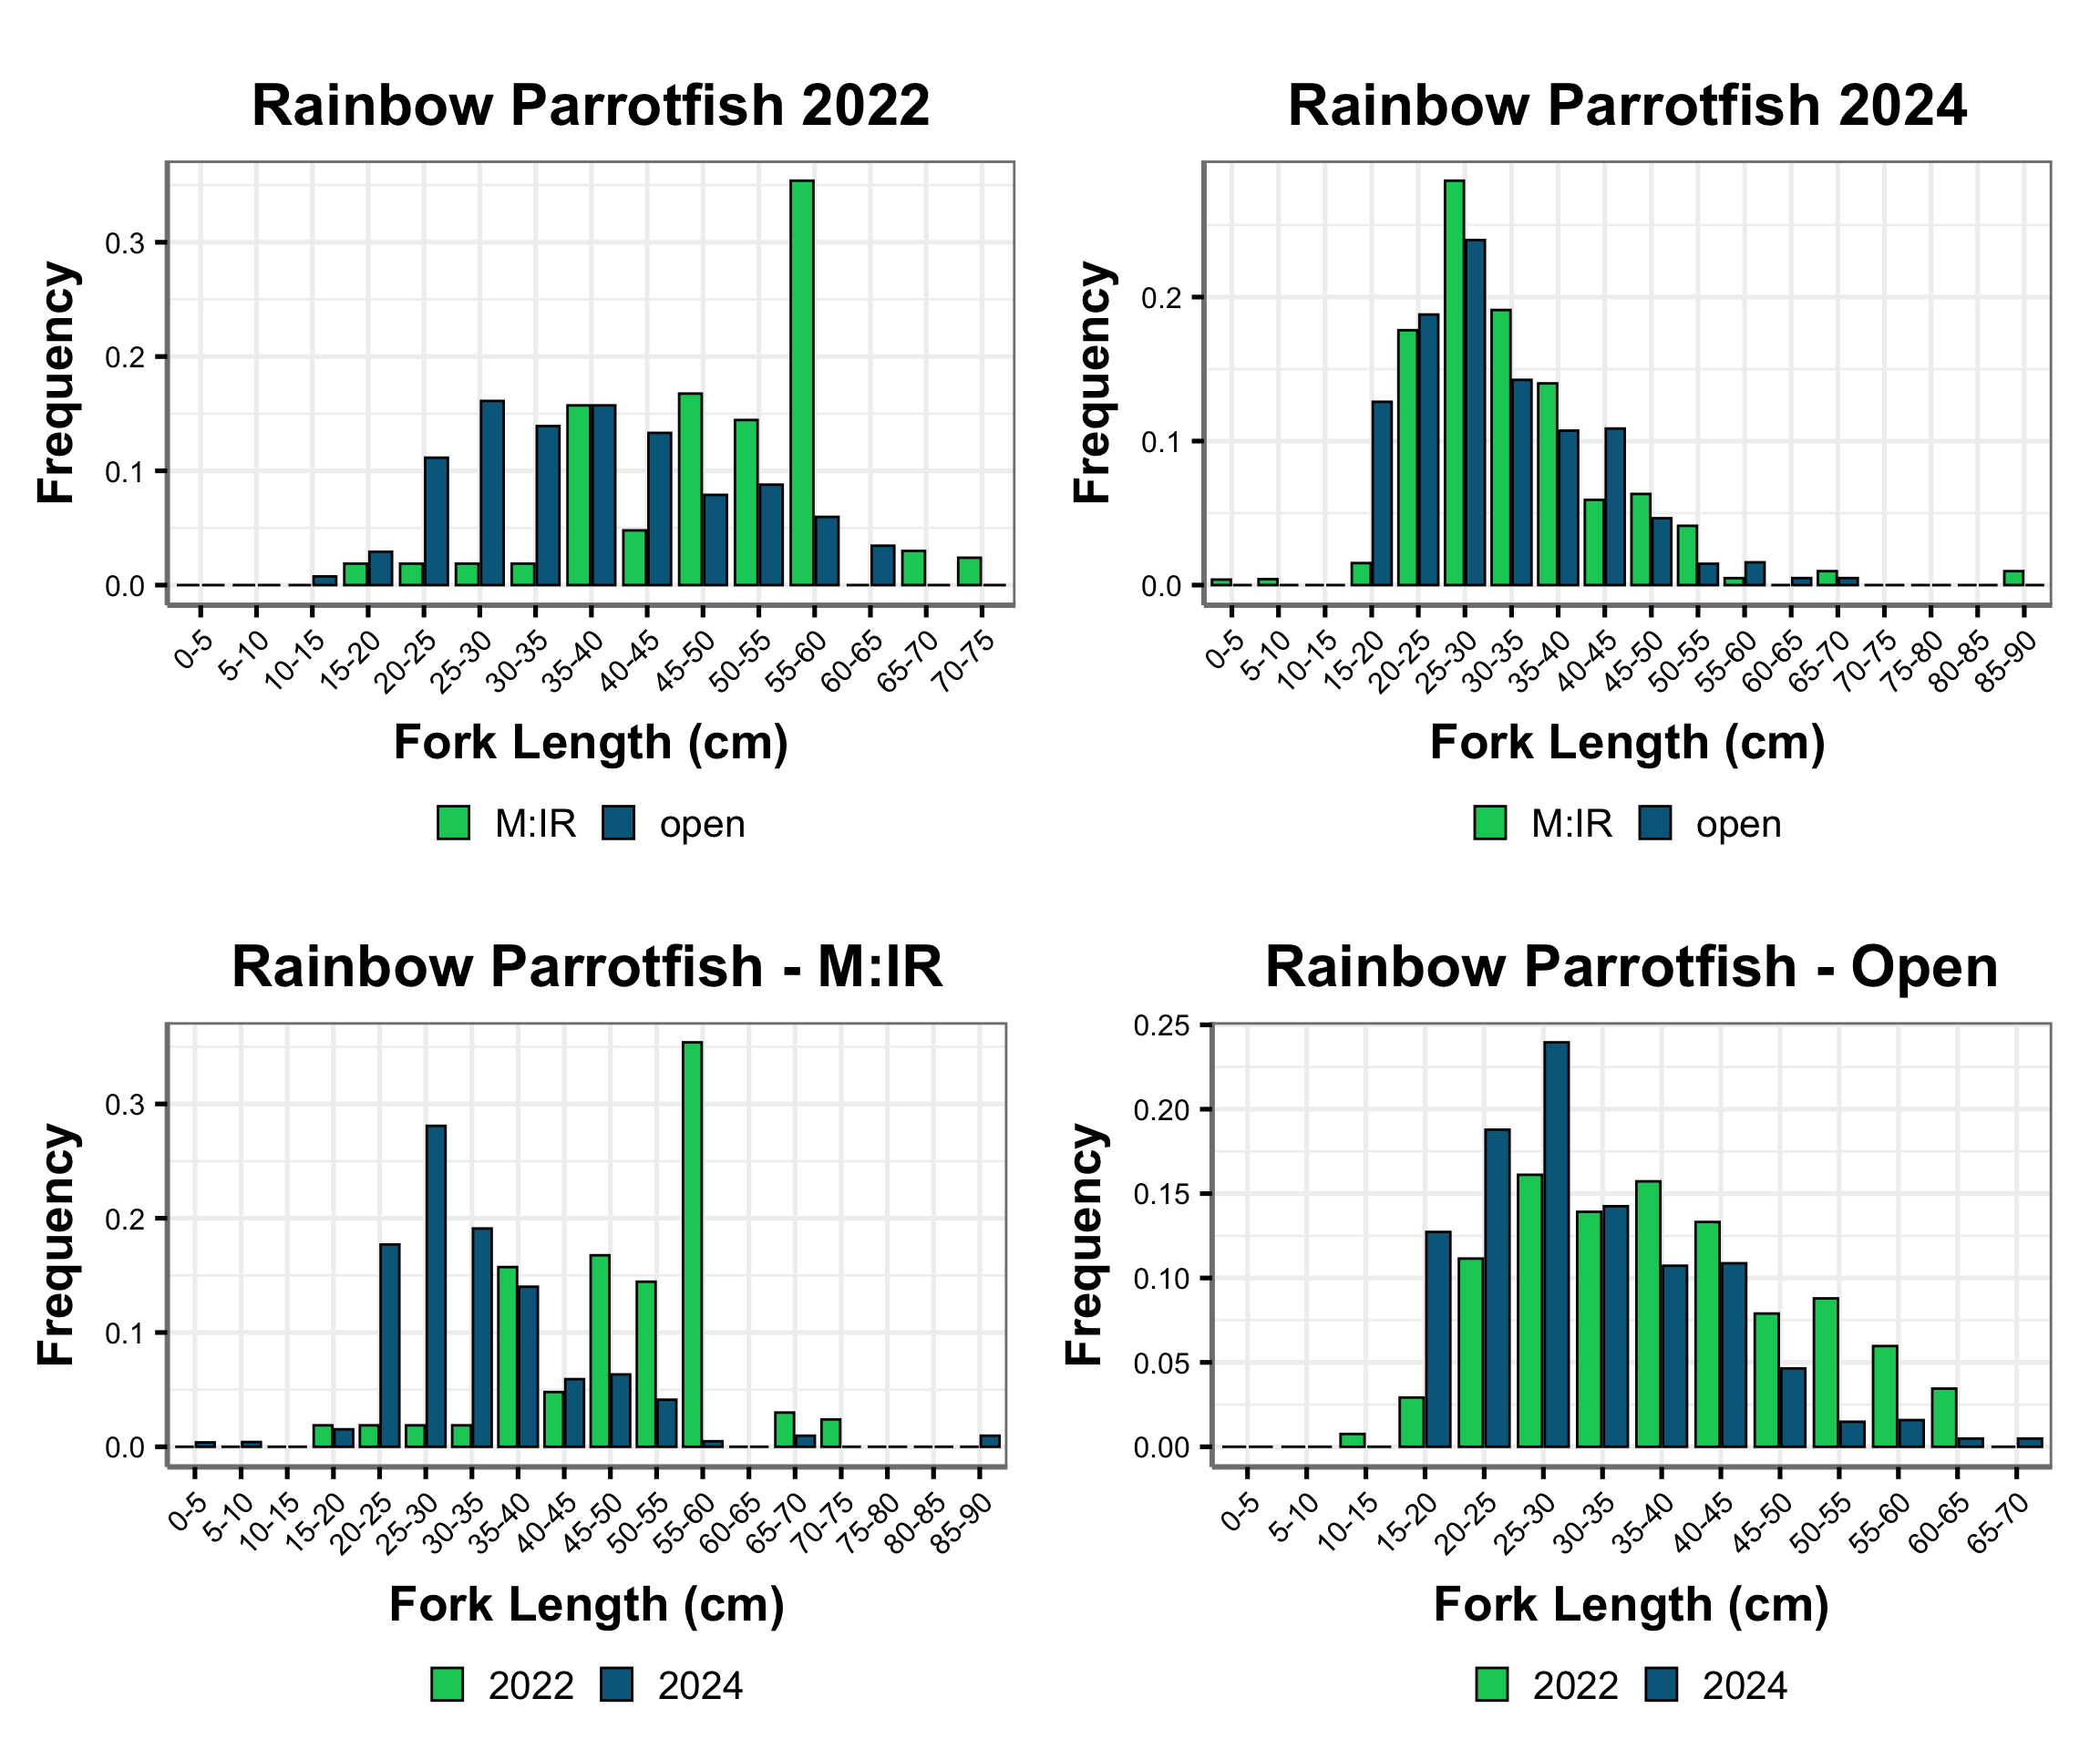 Rainbow Parrotfish 2022
Frequency
0.3
0.2
0.1
0.0
0-5 5-10 10-15 15-20 20-25 25-30 30-35 35-40 40-45 45-50 50-55 55-60 60-65 65-70 70-75
Fork Length (cm)
M:IR open
Rainbow Parrotfish 2024
Frequency
0.2
0.1
0.0
0-5 5-10 10-15 15-20 20-25 25-30 30-35 35-40 40-45 45-50 50-55 55-60 60-65 65-70 70-75 75-80 80-85 85-90
Fork Length (cm)
M:IR open
Rainbow Parrotfish - M:IR
Frequency
0.3
0.2
0.1
0.0
0-5 5-10 10-15 15-20 20-25 25-30 30-35 35-40 40-45 45-50 50-55 55-60 60-65 65-70 70-75 75-80 80-85 85-90
Fork Length (cm)
2022 2024
Rainbow Parrotfish - Open
Frequency
0.25
0.20
0.15
0.10
0.05
0.00
0-5 5-10 10-15 15-20 20-25 25-30 30-35 35-40 40-45 45-50 50-55 55-60 60-65 65-70
Fork Length (cm)
2022 2024